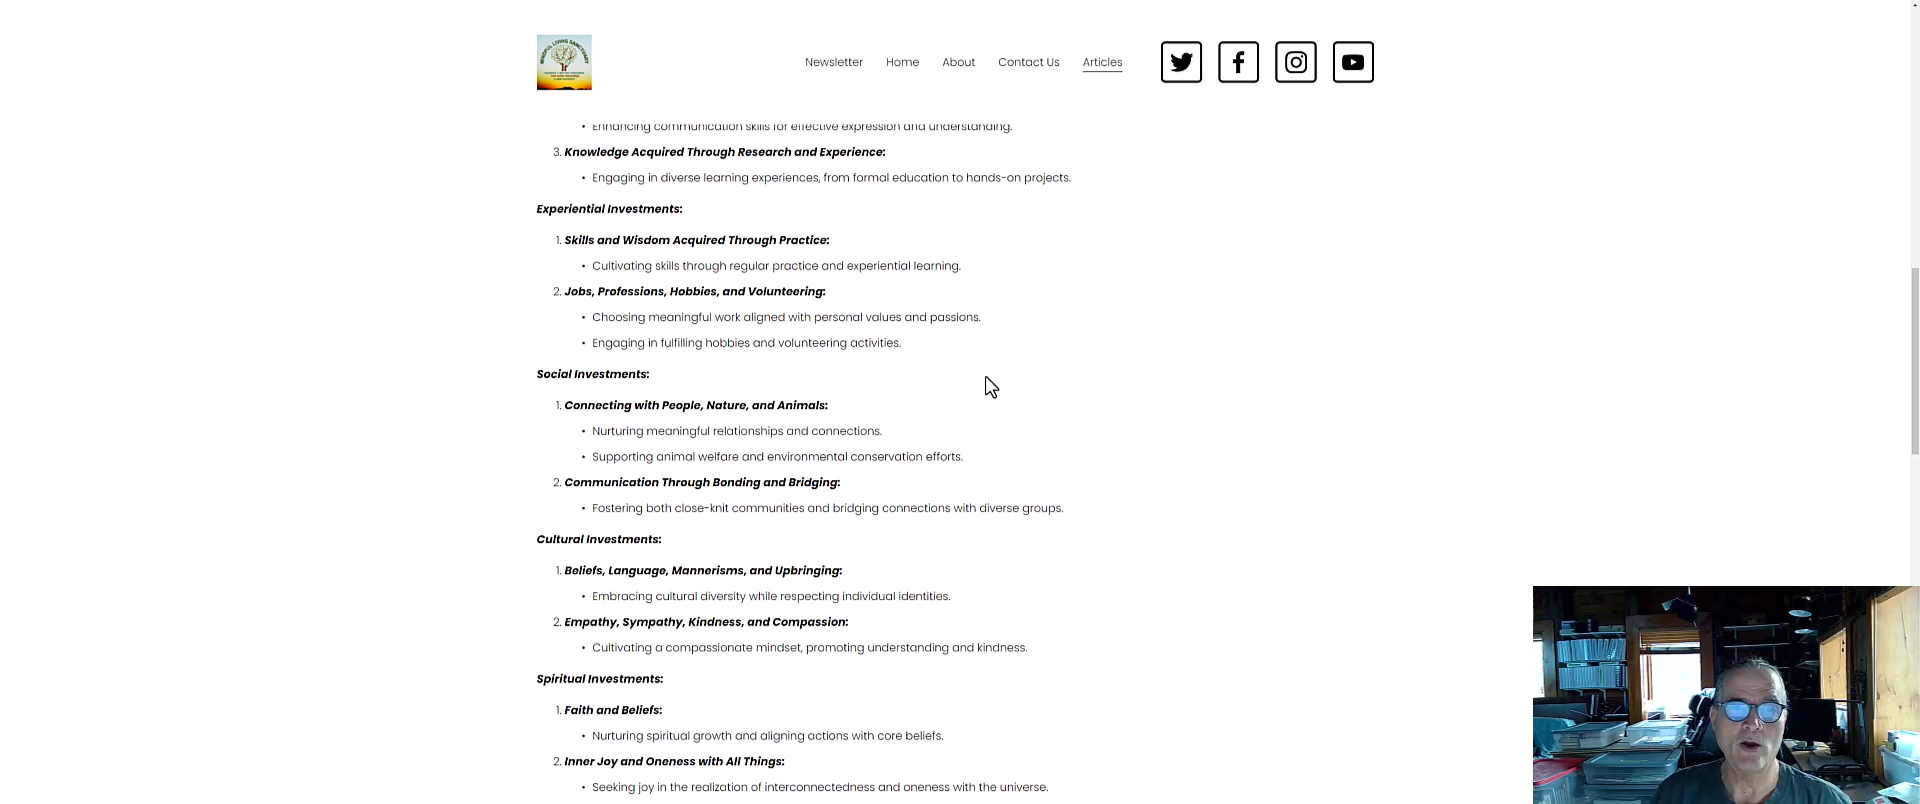 MINDFUL LIVING SANCTUARY
Newsletter Home About Contact Us Articles
• Enhancing communication skills for effective expression and understanding.
3. Knowledge Acquired Through Research and Experience:
• Engaging in diverse learning experiences, from formal education to hands-on projects.
Experiential Investments:
1. Skills and Wisdom Acquired Through Practice:
• Cultivating skills through regular practice and experiential learning.
2. Jobs, Professions, Hobbies, and Volunteering:
• Choosing meaningful work aligned with personal values and passions.
• Engaging in fulfilling hobbies and volunteering activities.
Social Investments:
1. Connecting with People, Nature, and Animals:
• Nurturing meaningful relationships and connections.
• Supporting animal welfare and environmental conservation efforts.
2. Communication Through Bonding and Bridging:
• Fostering both close-knit communities and bridging connections with diverse groups.
Cultural Investments:
1. Beliefs, Language, Mannerisms, and Upbringing:
• Embracing cultural diversity while respecting individual identities.
2. Empathy, Sympathy, Kindness, and Compassion:
• Cultivating a compassionate mindset, promoting understanding and kindness.
Spiritual Investments:
1. Faith and Beliefs:
• Nurturing spiritual growth and aligning actions with core beliefs.
2. Inner Joy and Oneness with All Things:
• Seeking joy in the realization of interconnectedness and oneness with the universe.